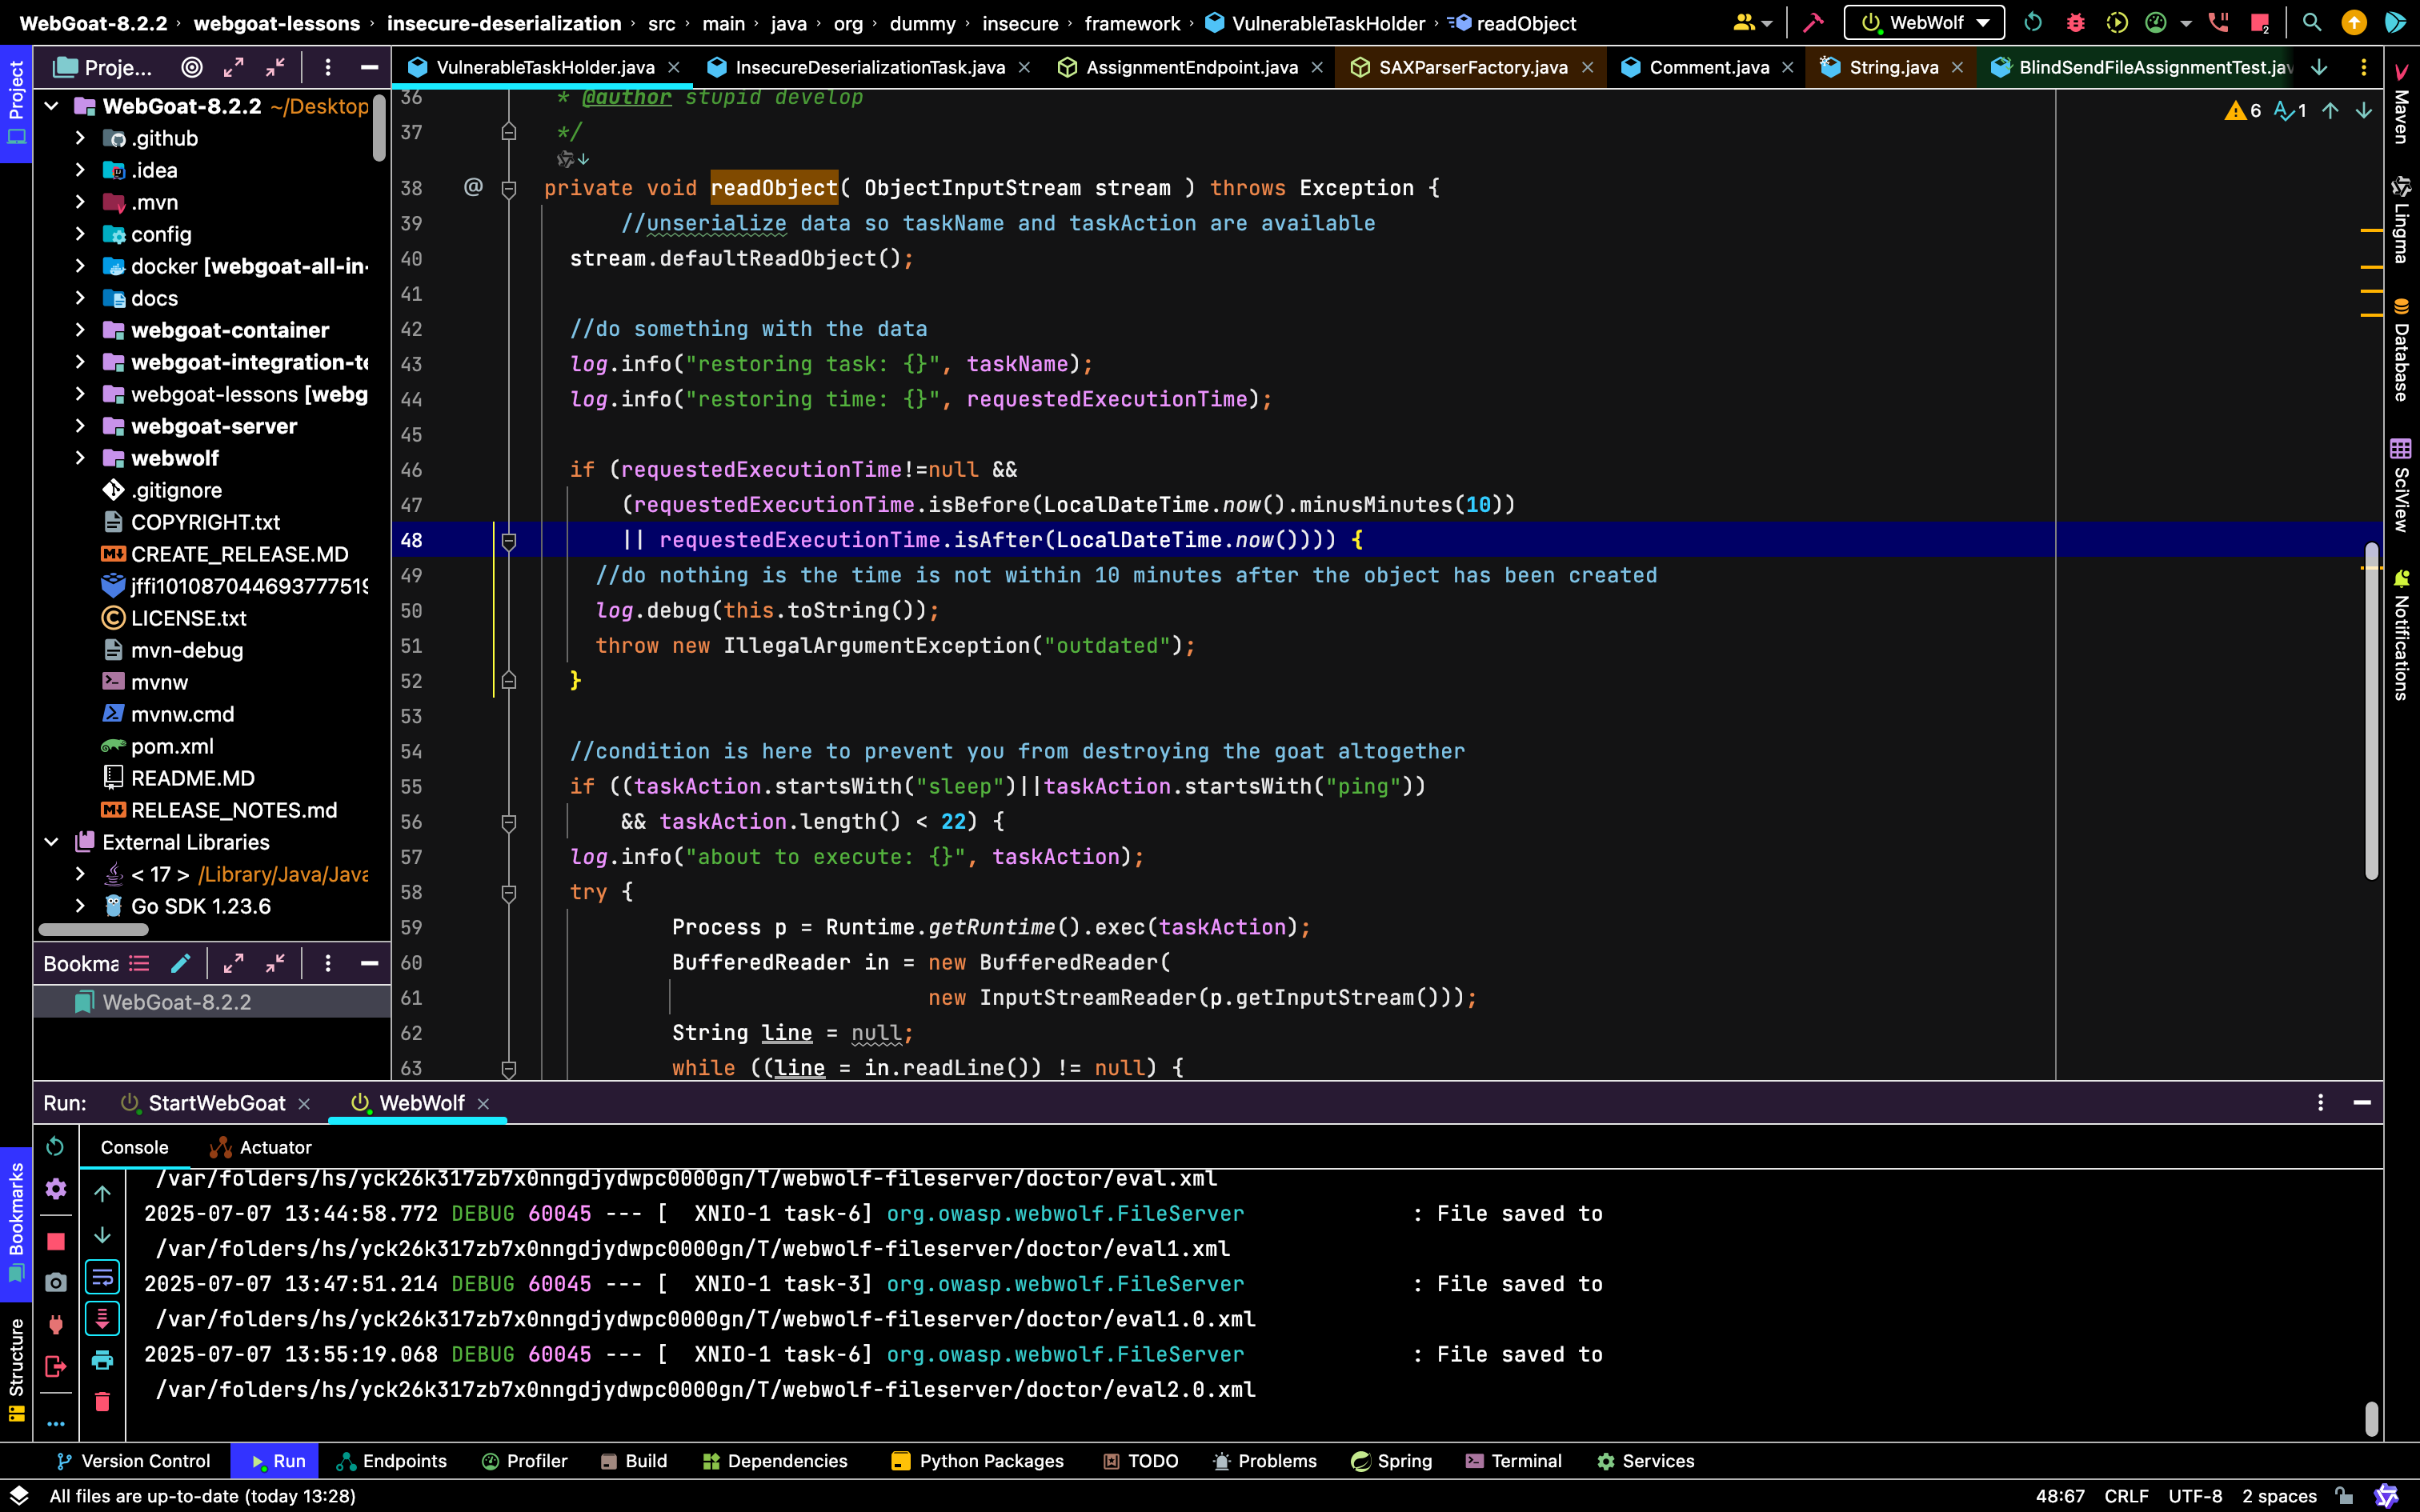 WebGoat-8.2.2 › webgoat-lessons › insecure-deserialization › src › main › java › org › dummy › insecure › framework › VulnerableTaskHolder › readObject
WebWolf
Project
Proje...
VulnerableTaskHolder.java
InsecureDeserializationTask.java
AssignmentEndpoint.java
SAXParserFactory.java
Comment.java
String.java
BlindSendFileAssignmentTest.jav
WebGoat-8.2.2 ~/Desktop
.github
.idea
.mvn
config
docker [webgoat-all-in-
docs
webgoat-container
webgoat-integration-te
webgoat-lessons [webg
webgoat-server
webwolf
.gitignore
COPYRIGHT.txt
CREATE_RELEASE.MD
LICENSE.txt
mvn-debug
mvnw
mvnw.cmd
pom.xml
README.MD
RELEASE_NOTES.md
External Libraries
< 17 > /Library/Java/Java
Go SDK 1.23.6
Bookma
WebGoat-8.2.2
6 1
36 * @author stupid develop
37 */
38 @ private void readObject( ObjectInputStream stream ) throws Exception {
39 //unserialize data so taskName and taskAction are available
40 stream.defaultReadObject();
41
42 //do something with the data
43 log.info("restoring task: {}", taskName);
44 log.info("restoring time: {}", requestedExecutionTime);
45
46 if (requestedExecutionTime!=null &&
47 (requestedExecutionTime.isBefore(LocalDateTime.now().minusMinutes(10))
48 || requestedExecutionTime.isAfter(LocalDateTime.now()))) {
49 //do nothing is the time is not within 10 minutes after the object has been created
50 log.debug(this.toString());
51 throw new IllegalArgumentException("outdated");
52 }
53
54 //condition is here to prevent you from destroying the goat altogether
55 if ((taskAction.startsWith("sleep")||taskAction.startsWith("ping"))
56 && taskAction.length() < 22) {
57 log.info("about to execute: {}", taskAction);
58 try {
59 Process p = Runtime.getRuntime().exec(taskAction);
60 BufferedReader in = new BufferedReader(
61 new InputStreamReader(p.getInputStream()));
62 String line = null;
63 while ((line = in.readLine()) != null) {
Maven
Lingma
Database
SciView
Notifications
Run: StartWebGoat WebWolf
Console Actuator
/var/folders/hs/yck26k317zb7x0nngdjydwpc0000gn/T/webwolf-fileserver/doctor/eval.xml
2025-07-07 13:44:58.772 DEBUG 60045 --- [ XNIO-1 task-6] org.owasp.webwolf.FileServer : File saved to
/var/folders/hs/yck26k317zb7x0nngdjydwpc0000gn/T/webwolf-fileserver/doctor/eval1.xml
2025-07-07 13:47:51.214 DEBUG 60045 --- [ XNIO-1 task-3] org.owasp.webwolf.FileServer : File saved to
/var/folders/hs/yck26k317zb7x0nngdjydwpc0000gn/T/webwolf-fileserver/doctor/eval1.0.xml
2025-07-07 13:55:19.068 DEBUG 60045 --- [ XNIO-1 task-6] org.owasp.webwolf.FileServer : File saved to
/var/folders/hs/yck26k317zb7x0nngdjydwpc0000gn/T/webwolf-fileserver/doctor/eval2.0.xml
Bookmarks
Structure
Version Control Run Endpoints Profiler Build Dependencies Python Packages TODO Problems Spring Terminal Services
All files are up-to-date (today 13:28)
48:67 CRLF UTF-8 2 spaces